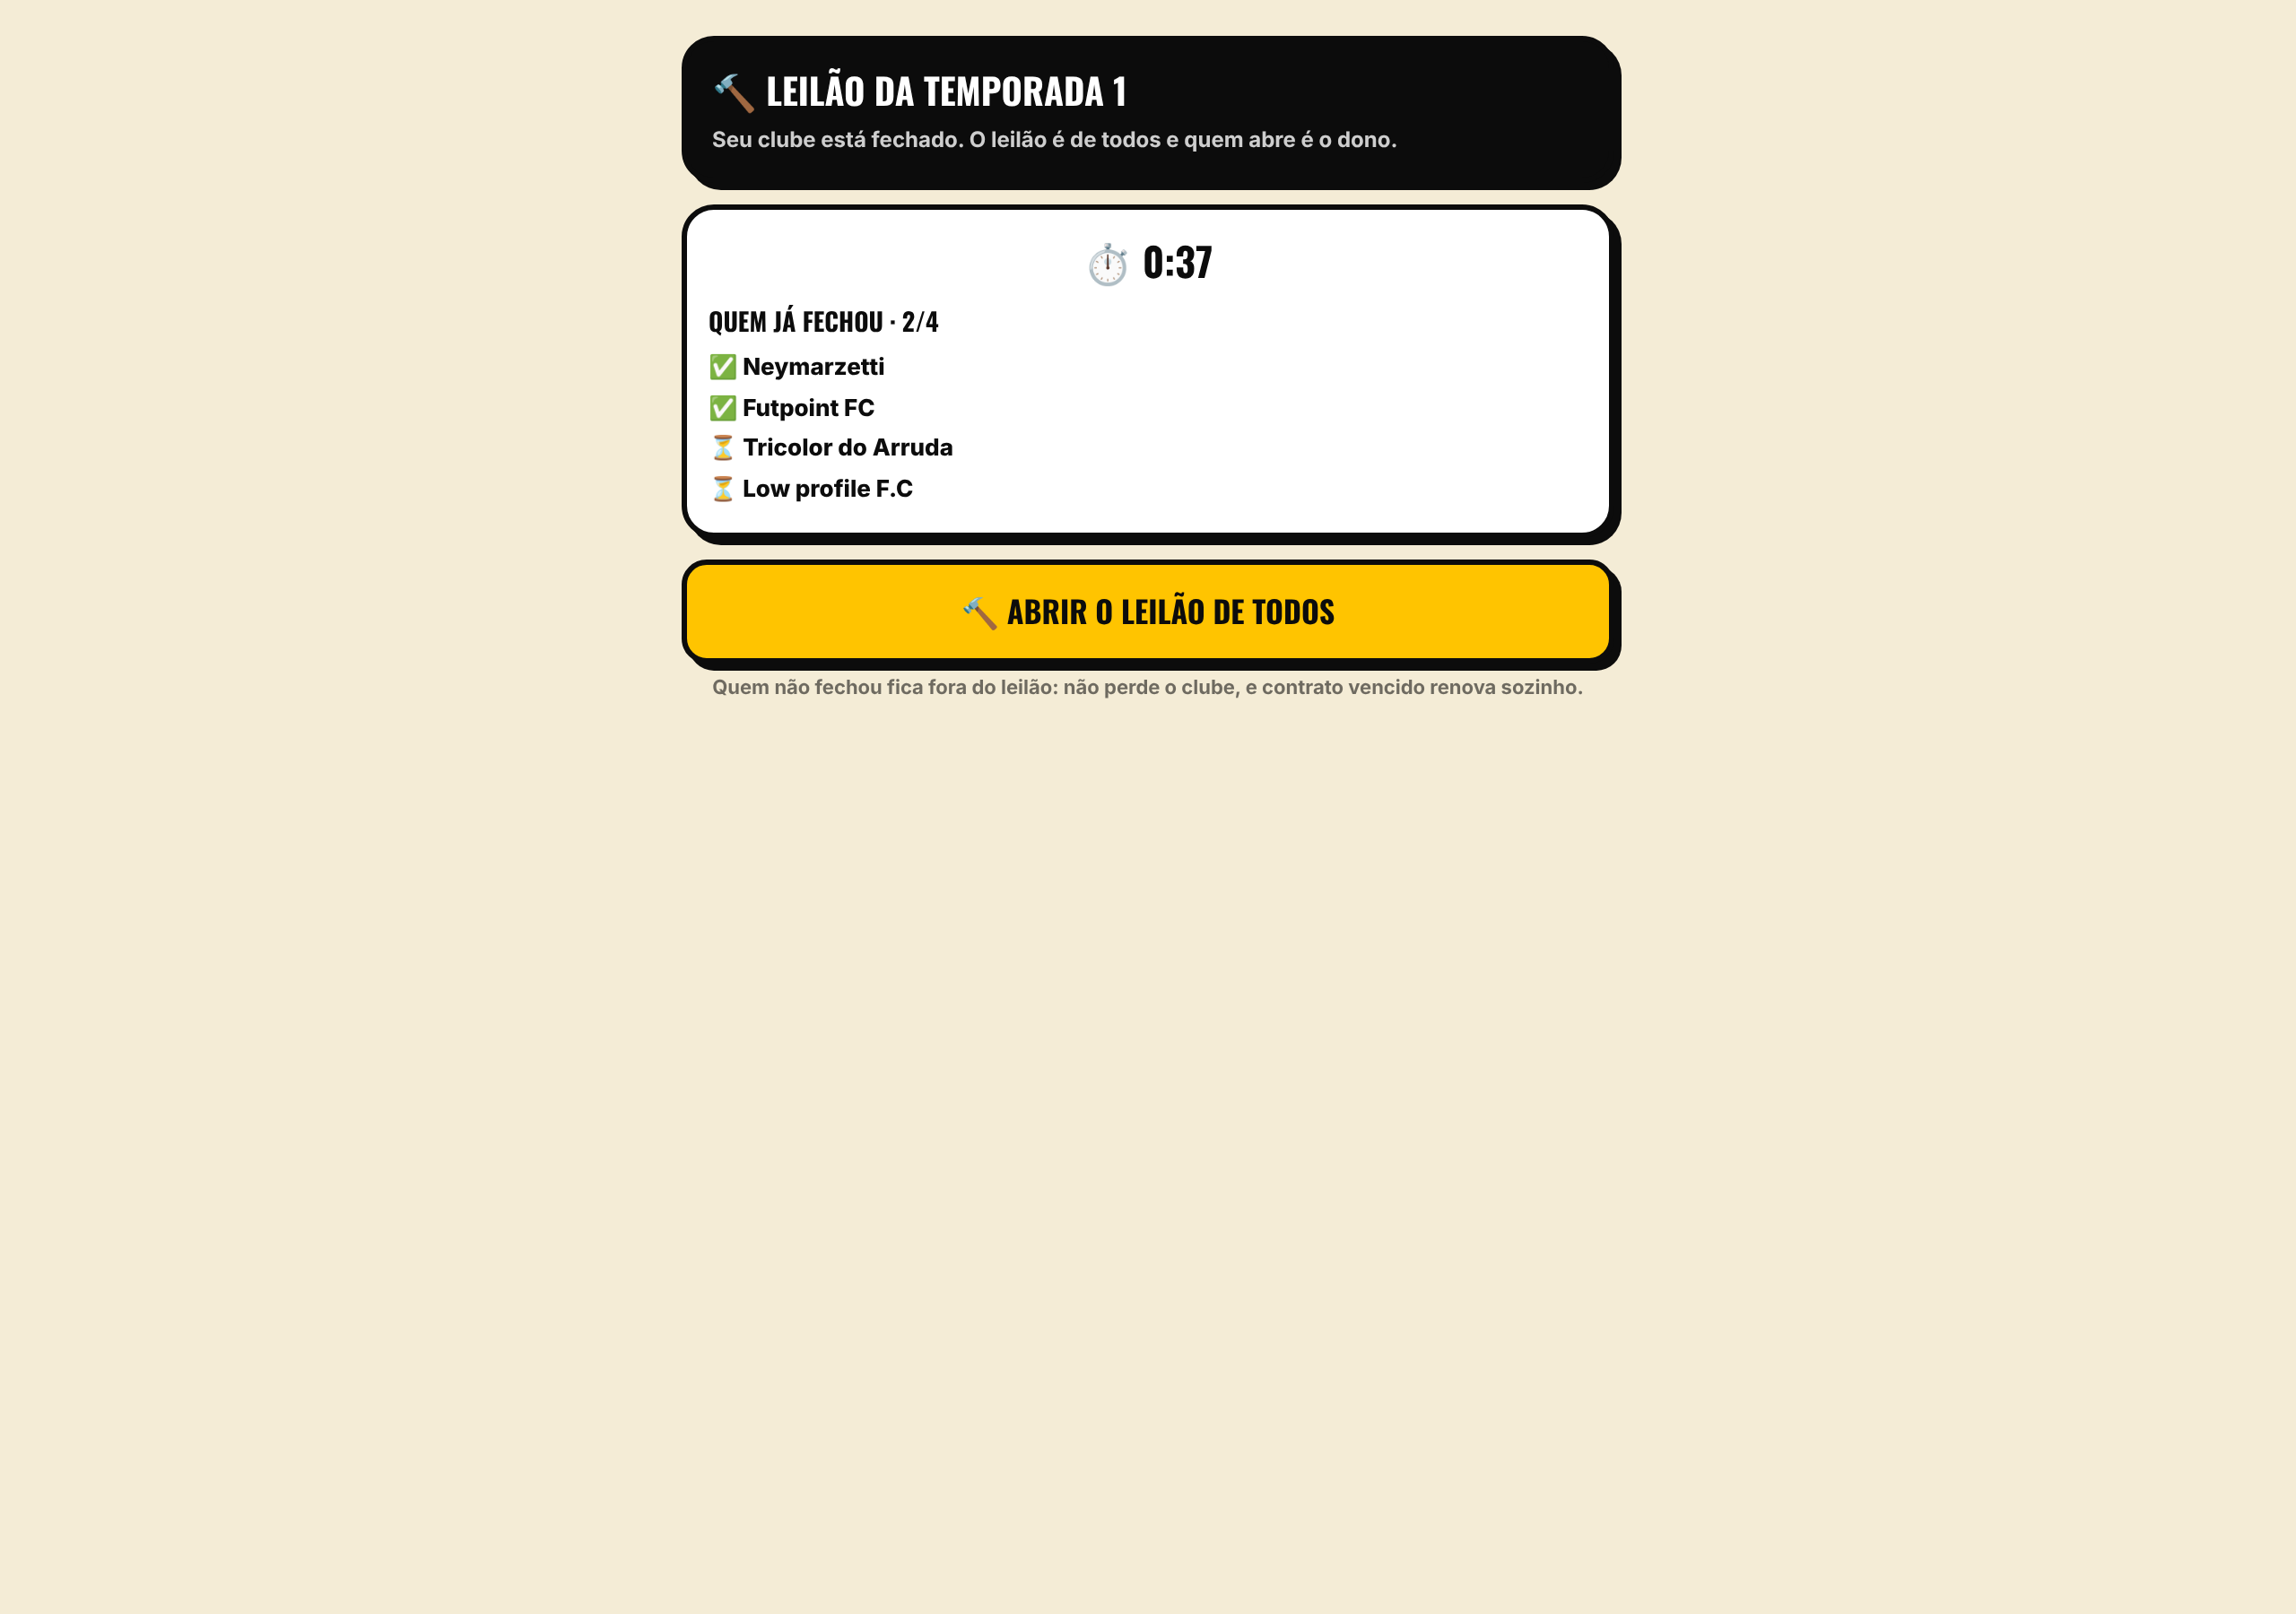 🔨 LEILÃO DA TEMPORADA 1
Seu clube está fechado. O leilão é de todos e quem abre é o dono.
⏱️ 0:37
QUEM JÁ FECHOU · 2/4
✅ Neymarzetti
✅ Futpoint FC
⏳ Tricolor do Arruda
⏳ Low profile F.C
🔨 ABRIR O LEILÃO DE TODOS
Quem não fechou fica fora do leilão: não perde o clube, e contrato vencido renova sozinho.